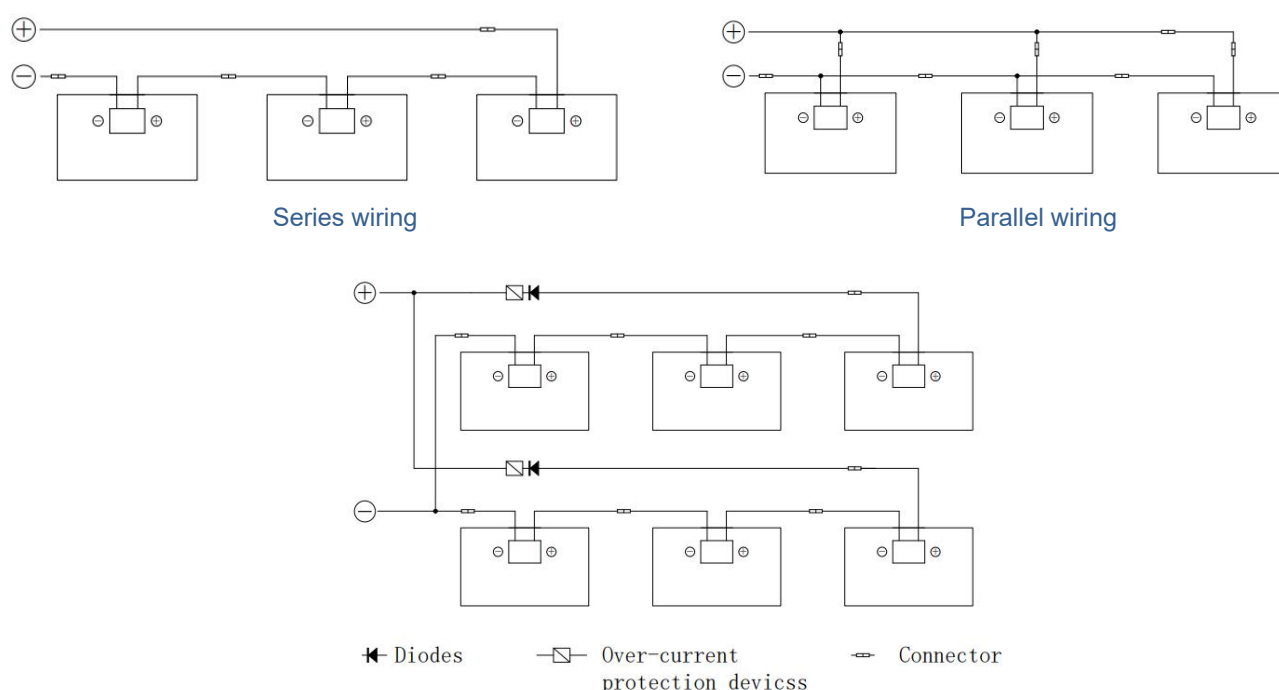 Series wiring
Parallel wiring
Diodes
Over-current
protection devicss
Connector